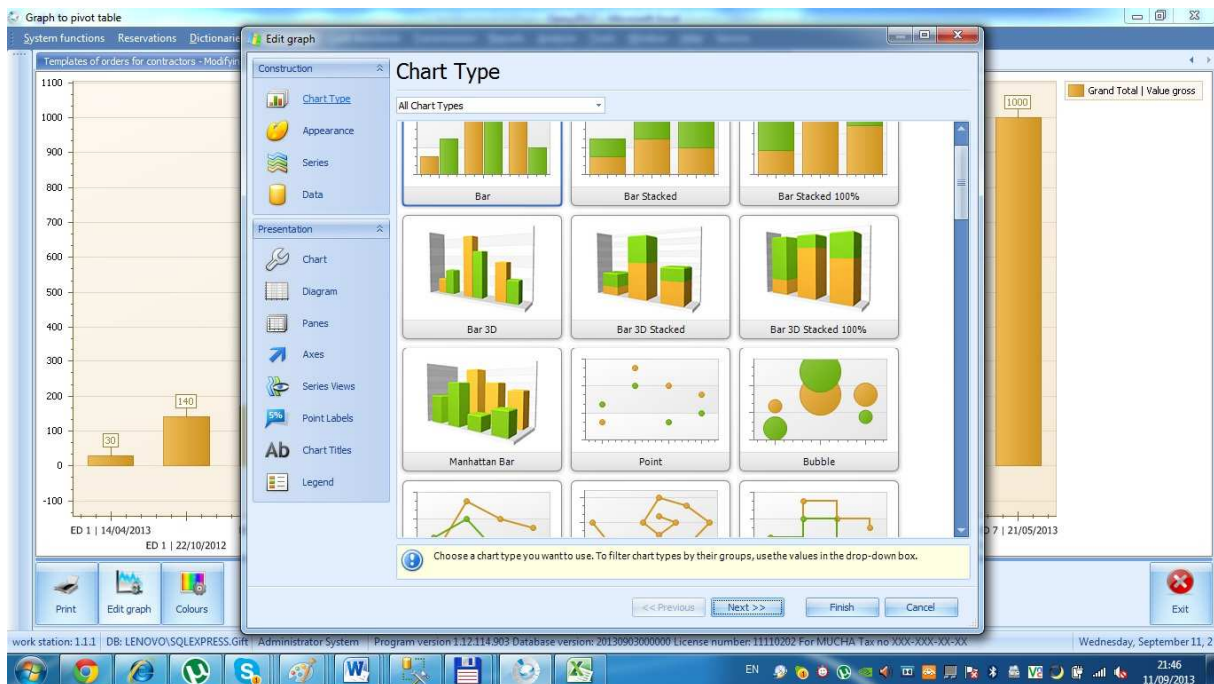 Graph to pivot table
System functions Reservations Dictionarie
Templates of orders for contractors - Modifyin
Edit graph
Construction
Chart Type
Appearance
Series
Data
Presentation
Chart
Diagram
Panes
Axes
Series Views
5%
Point Labels
Ab Chart Titles
Legend
Chart Type
All Chart Types
Bar Bar Stacked Bar Stacked 100%
Bar 3D Bar 3D Stacked Bar 3D Stacked 100%
Manhattan Bar Point Bubble
Choose a chart type you want to use. To filter chart types by their groups, use the values in the drop-down box.
<< Previous Next >> Finish Cancel
1100
1000
900
800
700
600
500
400
300
200
100
0
-100
30
140
1000
Grand Total | Value gross
ED 1 | 14/04/2013
ED 1 | 22/10/2012
D 7 | 21/05/2013
Print Edit graph Colours
Exit
work station: 1.1.1 DB: LENOVO\SQLEXPRESS.Gift Administrator System Program version 1.12.114.903 Database version: 20130903000000 License number: 11110202 For MUCHA Tax no XXX-XXX-XX-XX Wednesday, September 11, 2
EN
21:46
11/09/2013